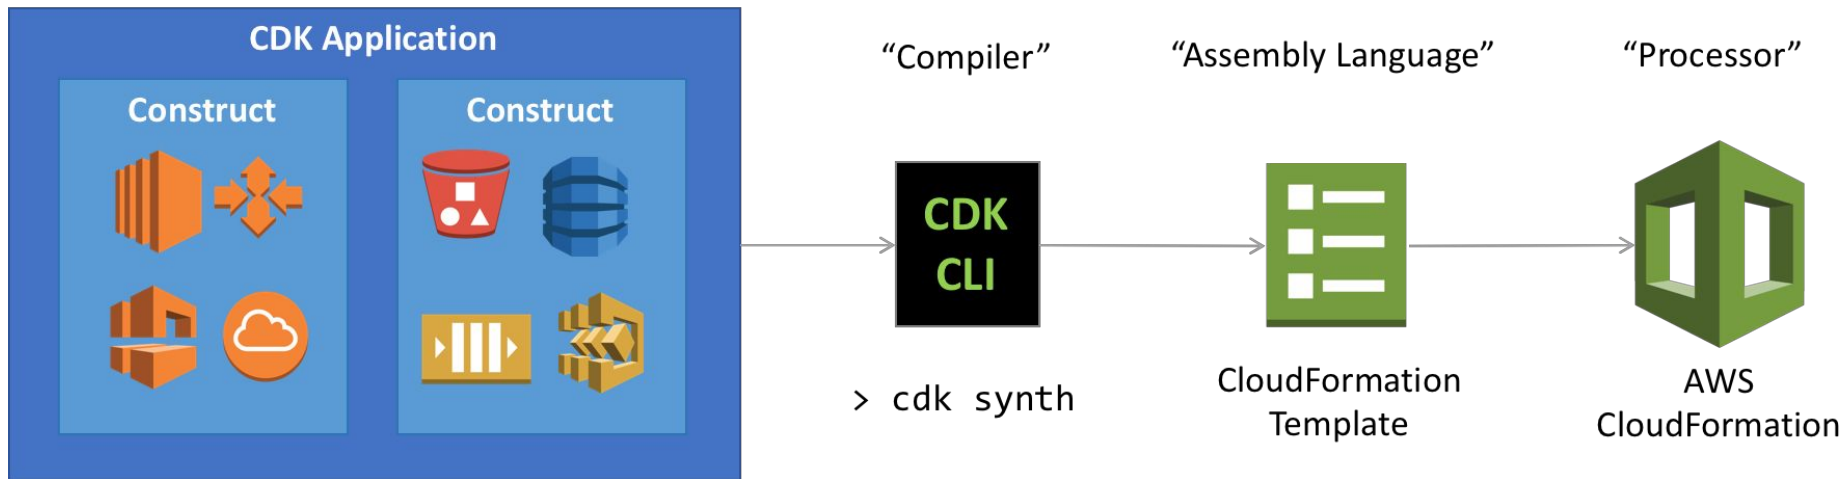 CDK Application
Construct
Construct
“Compiler”
“Assembly Language”
“Processor”
CDK
CLI
> cdk synth
CloudFormation
Template
AWS
CloudFormation